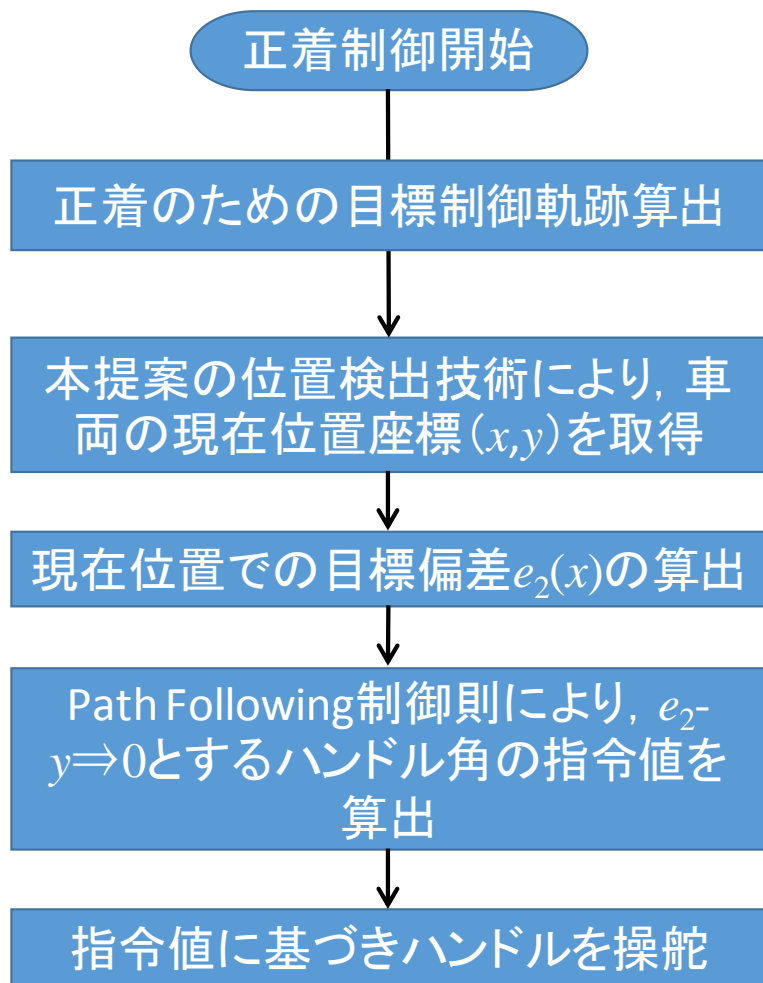 正着制御開始
正着のための目標制御軌跡算出
本提案の位置検出技術により，車
両の現在位置座標（x,y）を取得
現在位置での目標偏差e₂(x)の算出
Path Following制御則により，e₂-
y⇒0とするハンドル角の指令値を
算出
指令値に基づきハンドルを操舵